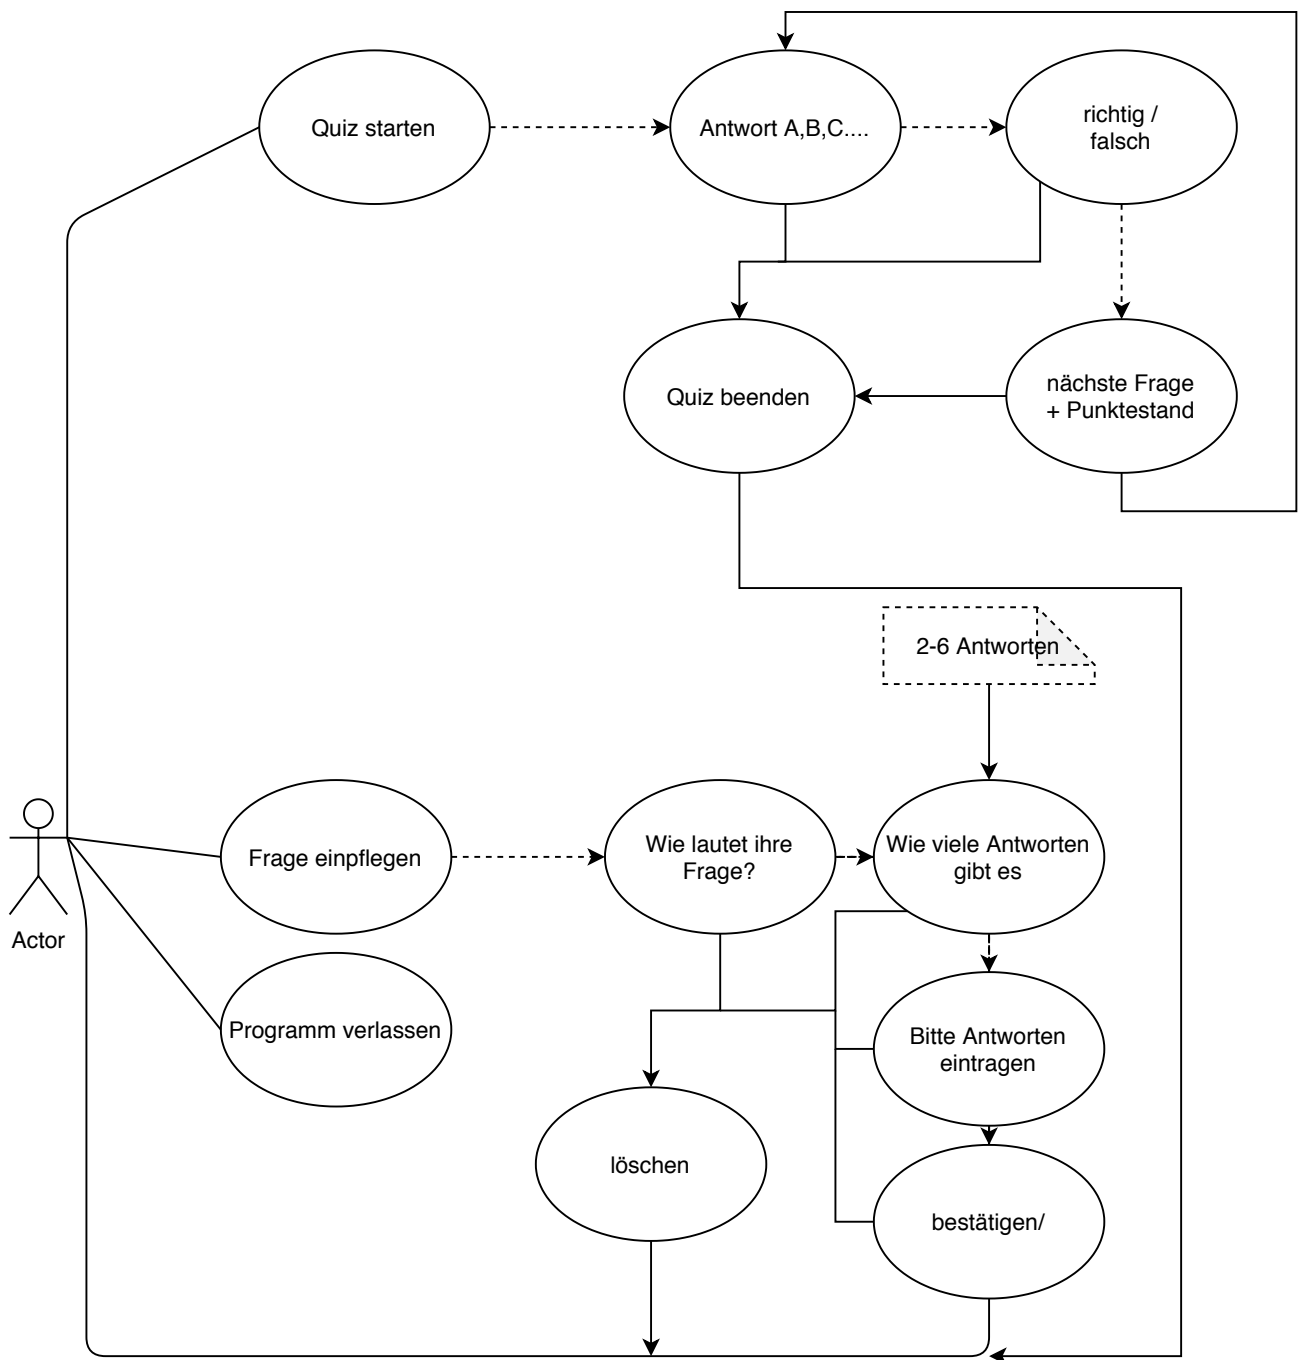 Quiz starten
Antwort A,B,C....
richtig /
falsch
Quiz beenden
nächste Frage
+ Punktestand
2-6 Antworten
Actor
Frage einpflegen
Wie lautet ihre
Frage?
Wie viele Antworten
gibt es
Programm verlassen
Bitte Antworten
eintragen
löschen
bestätigen/